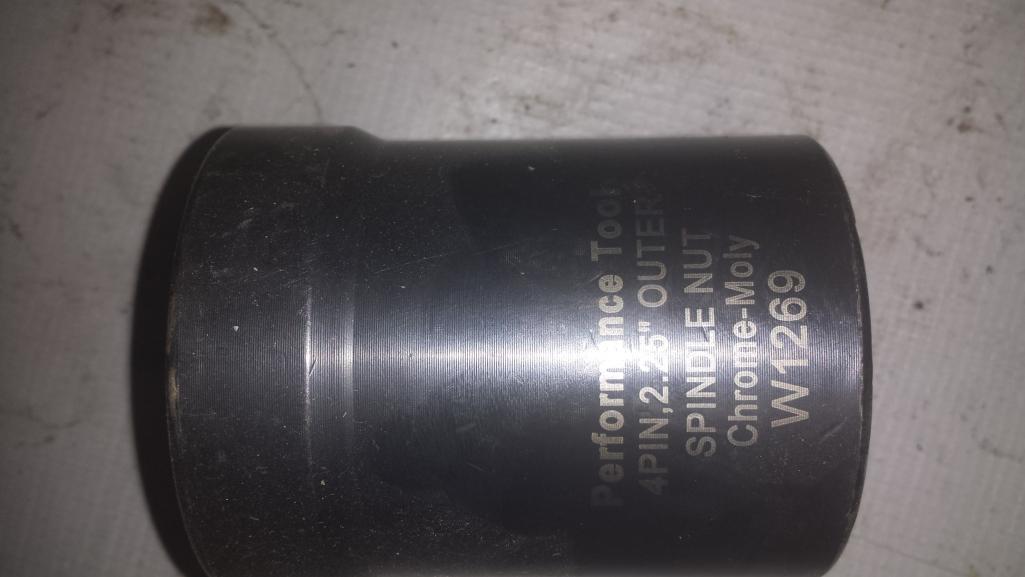 Performance Tool
4PIN,2.25" OUTER
SPINDLE NUT
Chrome-Moly
W1269